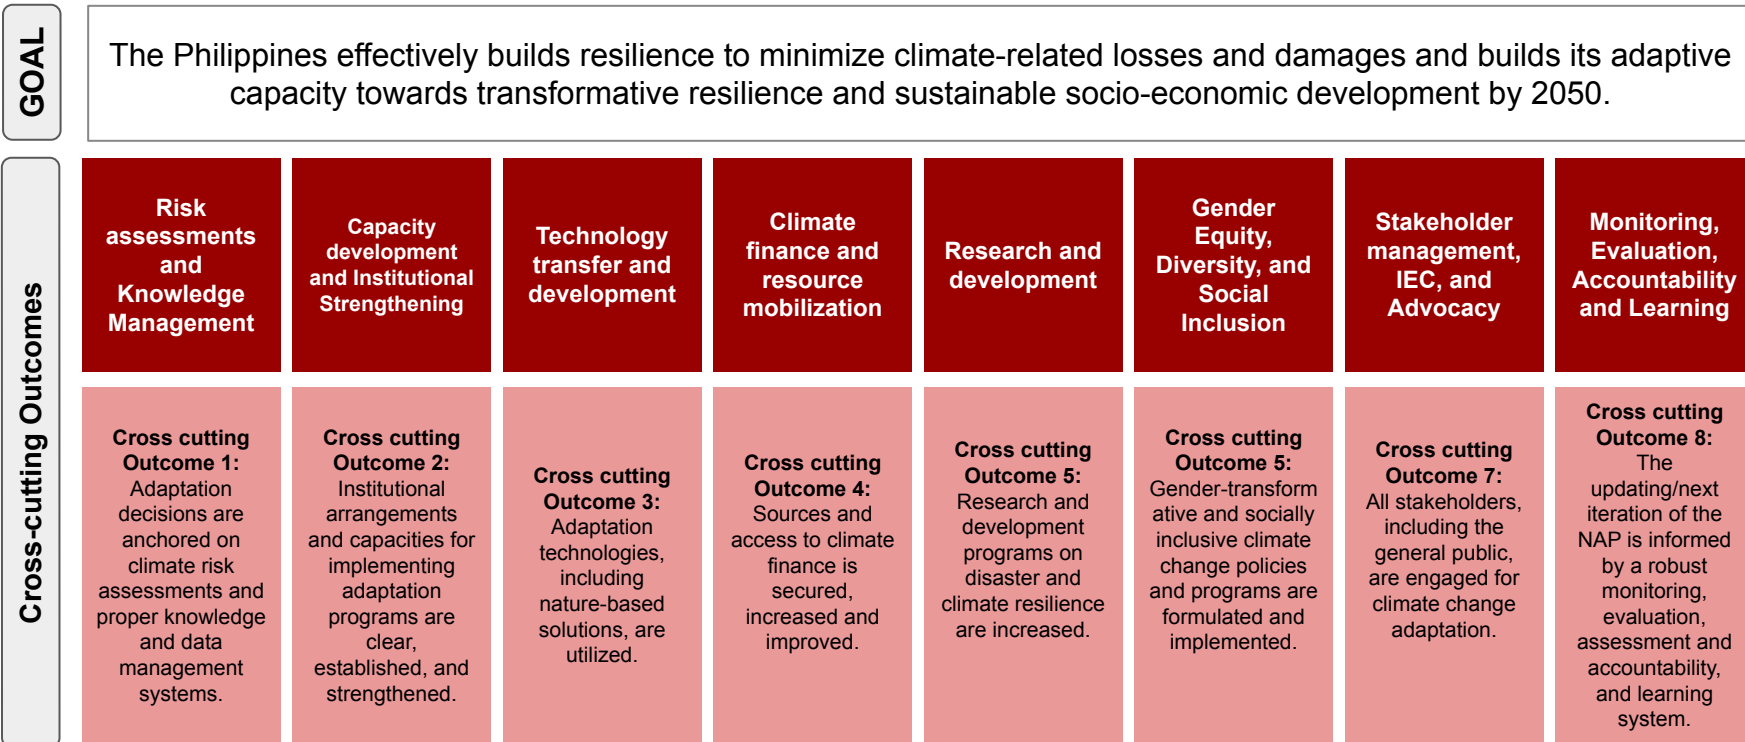 GOAL
The Philippines effectively builds resilience to minimize climate-related losses and damages and builds its adaptive
capacity towards transformative resilience and sustainable socio-economic development by 2050.
Cross-cutting Outcomes
Risk
assessments
and
Knowledge
Management
Capacity
development
and Institutional
Strengthening
Technology
transfer and
development
Climate
finance and
resource
mobilization
Research and
development
Gender
Equity,
Diversity, and
Social
Inclusion
Stakeholder
management,
IEC, and
Advocacy
Monitoring,
Evaluation,
Accountability
and Learning
Cross cutting
Outcome 1:
Adaptation
decisions are
anchored on
climate risk
assessments and
proper knowledge
and data
management
systems.
Cross cutting
Outcome 2:
Institutional
arrangements
and capacities for
implementing
adaptation
programs are
clear,
established, and
strengthened.
Cross cutting
Outcome 3:
Adaptation
technologies,
including
nature-based
solutions, are
utilized.
Cross cutting
Outcome 4:
Sources and
access to climate
finance is
secured,
increased and
improved.
Cross cutting
Outcome 5:
Research and
development
programs on
disaster and
climate resilience
are increased.
Cross cutting
Outcome 5:
Gender-transform
ative and socially
inclusive climate
change policies
and programs are
formulated and
implemented.
Cross cutting
Outcome 7:
All stakeholders,
including the
general public,
are engaged for
climate change
adaptation.
Cross cutting
Outcome 8:
The
updating/next
iteration of the
NAP is informed
by a robust
monitoring,
evaluation,
assessment and
accountability,
and learning
system.